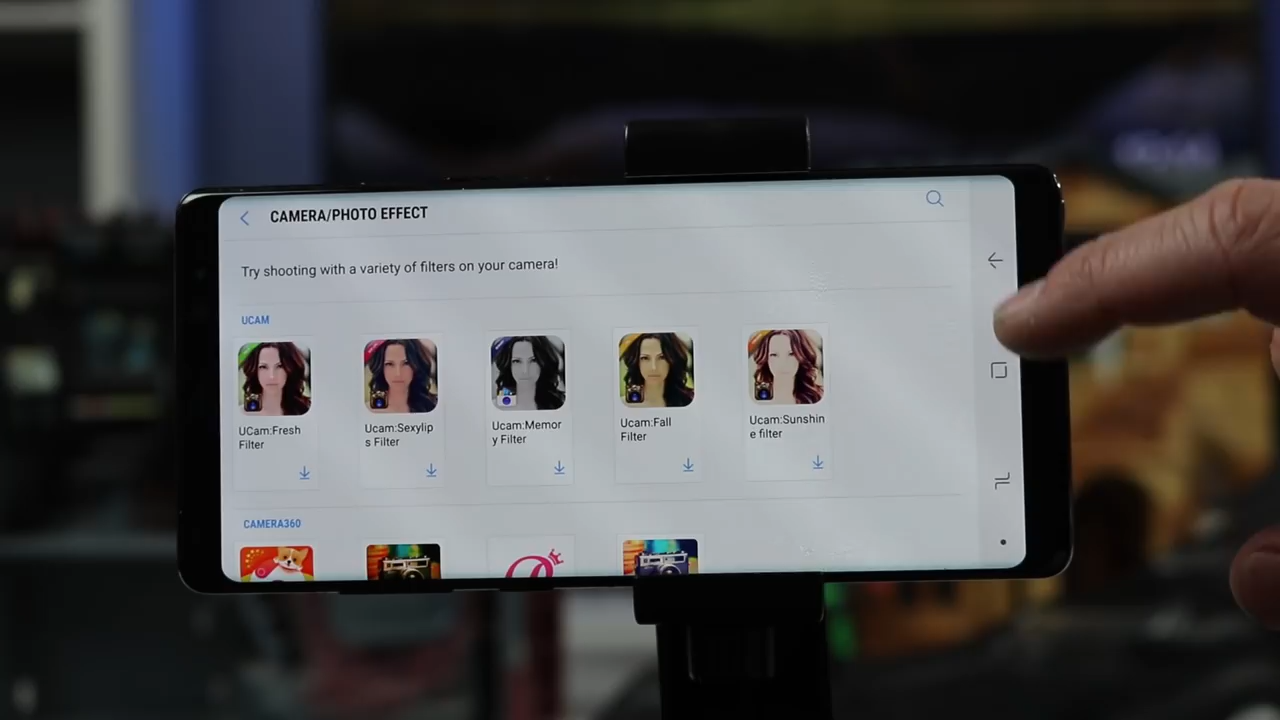 CAMERA/PHOTO EFFECT
Try shooting with a variety of filters on your camera!
UCAM
UCam:Fresh
Filter
Ucam:Sexylip
s Filter
Ucam:Memor
y Filter
Ucam:Fall
Filter
Ucam:Sunshin
e filter
CAMERA360